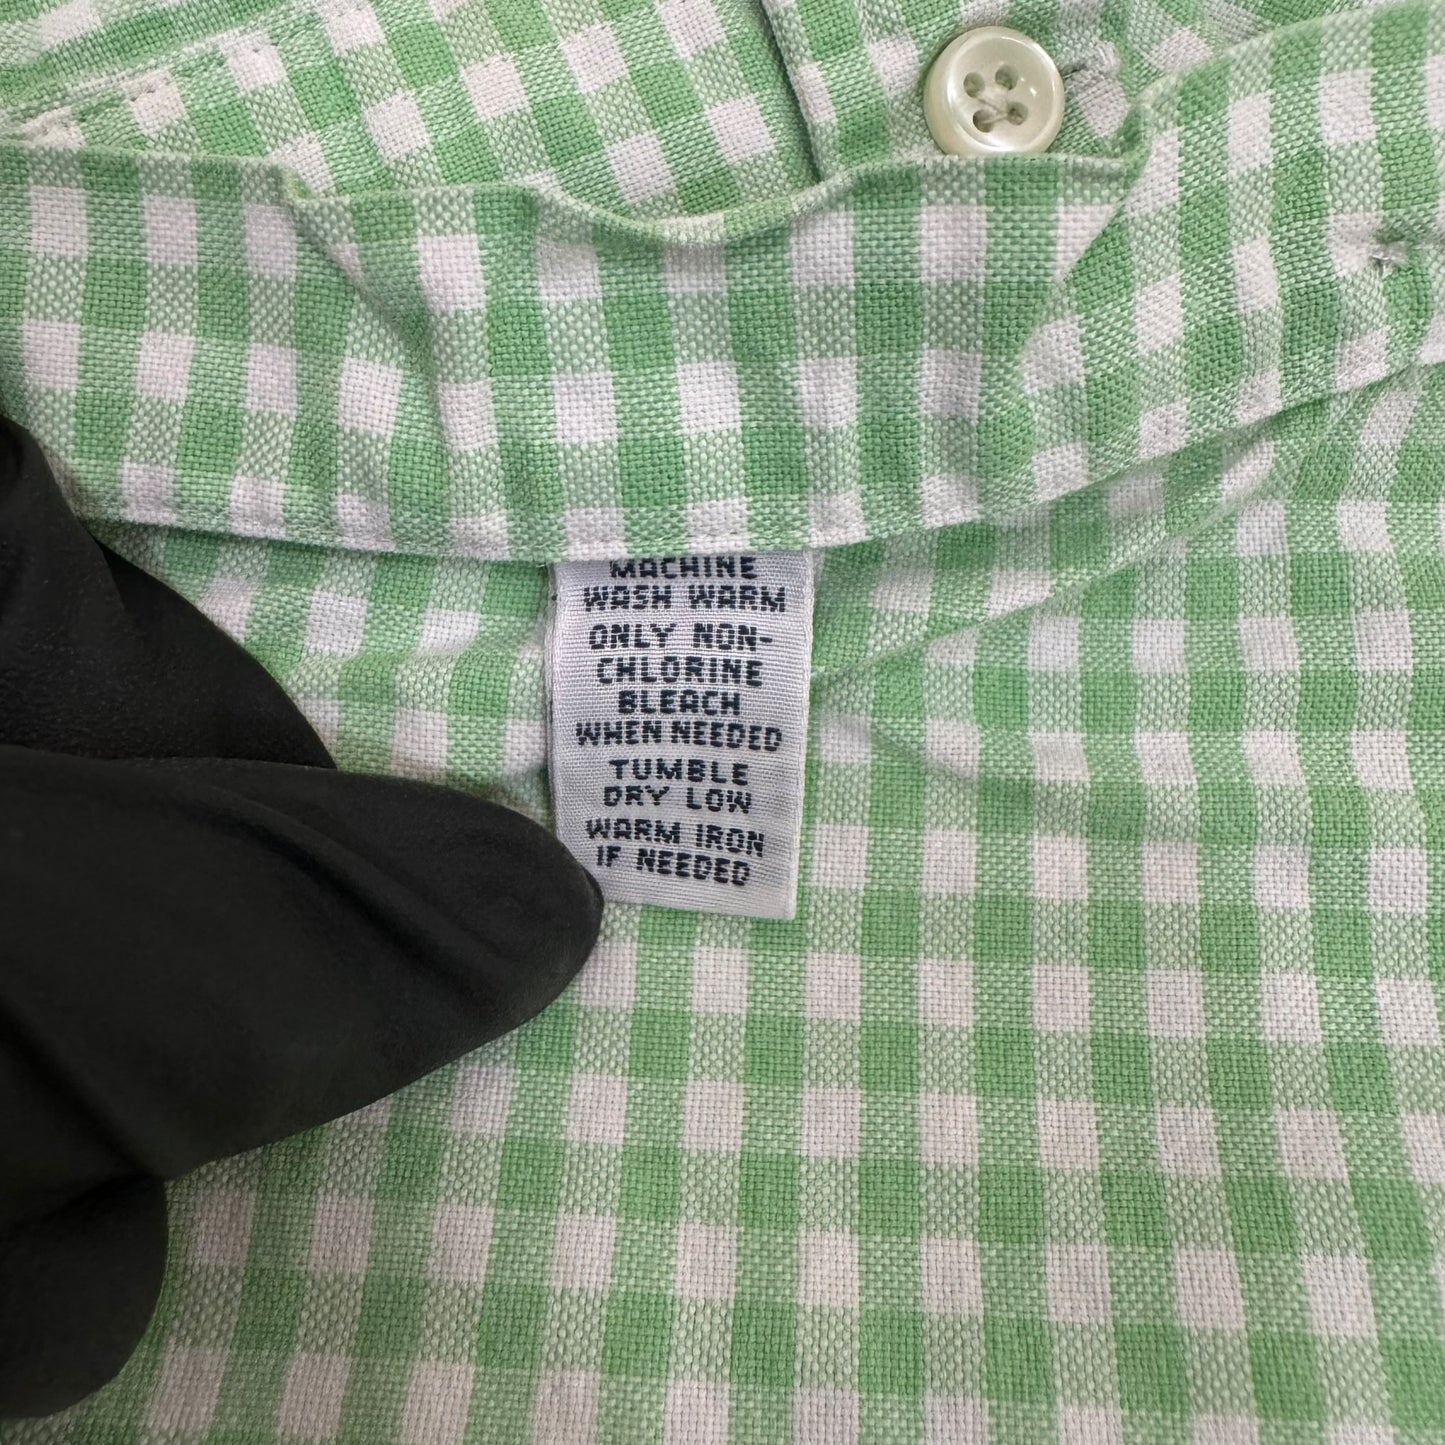 MACHINE
WASH WARM
ONLY NON-
CHLORINE
BLEACH
WHEN NEEDED
TUMBLE
DRY LOW
WARM IRON
IF NEEDED